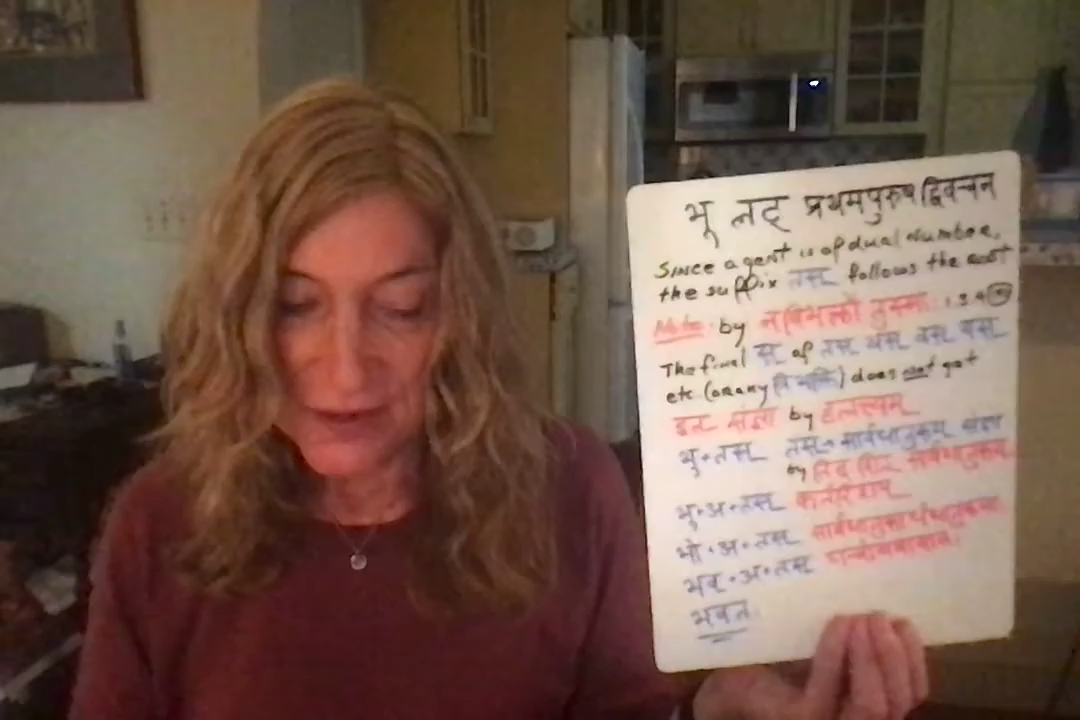 भू लट् प्रथमपुरुष द्विवचन
Since agent is of dual number,
the suffix तस् follows the root
Note: by न विभक्तौ तुस्माः 1.3.4
The final स् of तस् थस् वस् मस्
etc (or any विभक्ति) does not get
इत् संज्ञा by हलन्त्यम्
भू + तस् तस् = सार्वधातुकम् संज्ञा
by तिङ् शित् सार्वधातुकम्
भू + अ + तस् कर्तरि शप्
भो + अ + तस् सार्वधातुकार्धधातुकयोः
भव् + अ + तस् एचोऽयवायावः
भवतः